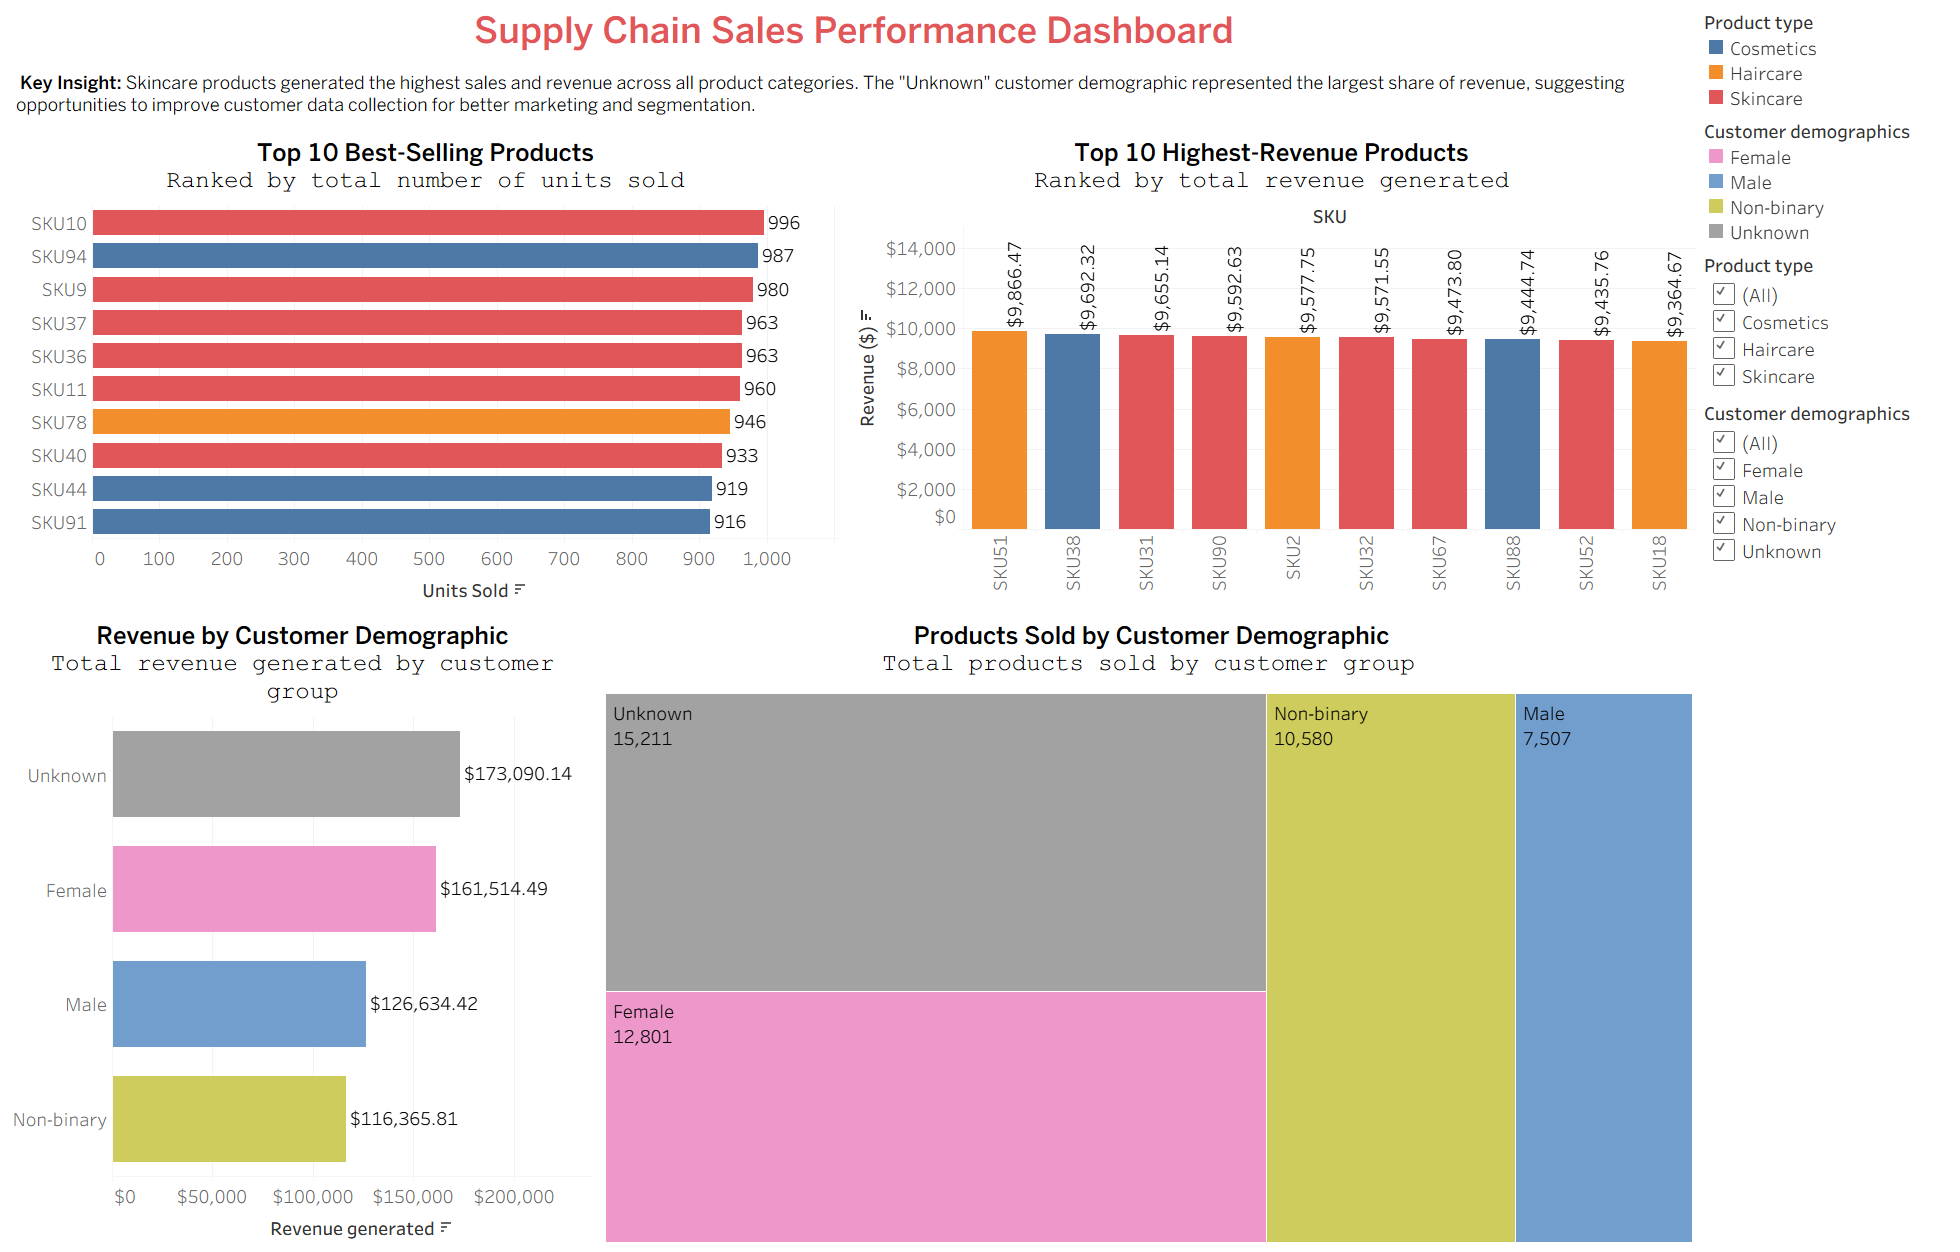 Supply Chain Sales Performance Dashboard
Key Insight: Skincare products generated the highest sales and revenue across all product categories. The "Unknown" customer demographic represented the largest share of revenue, suggesting
opportunities to improve customer data collection for better marketing and segmentation.
Top 10 Best-Selling Products
Ranked by total number of units sold
SKU10 996
SKU94 987
SKU9 980
SKU37 963
SKU36 963
SKU11 960
SKU78 946
SKU40 933
SKU44 919
SKU91 916
0 100 200 300 400 500 600 700 800 900 1,000
Units Sold
Top 10 Highest-Revenue Products
Ranked by total revenue generated
SKU
Revenue ($)
$14,000
$12,000
$10,000
$8,000
$6,000
$4,000
$2,000
$0
$9,866.47 $9,692.32 $9,655.14 $9,592.63 $9,577.75 $9,571.55 $9,473.80 $9,444.74 $9,435.76 $9,364.67
SKU51 SKU38 SKU31 SKU90 SKU2 SKU32 SKU67 SKU88 SKU52 SKU18
Product type
Cosmetics
Haircare
Skincare
Customer demographics
Female
Male
Non-binary
Unknown
Product type
(All)
Cosmetics
Haircare
Skincare
Customer demographics
(All)
Female
Male
Non-binary
Unknown
Revenue by Customer Demographic
Total revenue generated by customer
group
Unknown $173,090.14
Female $161,514.49
Male $126,634.42
Non-binary $116,365.81
$0 $50,000 $100,000 $150,000 $200,000
Revenue generated
Products Sold by Customer Demographic
Total products sold by customer group
Unknown
15,211
Female
12,801
Non-binary
10,580
Male
7,507